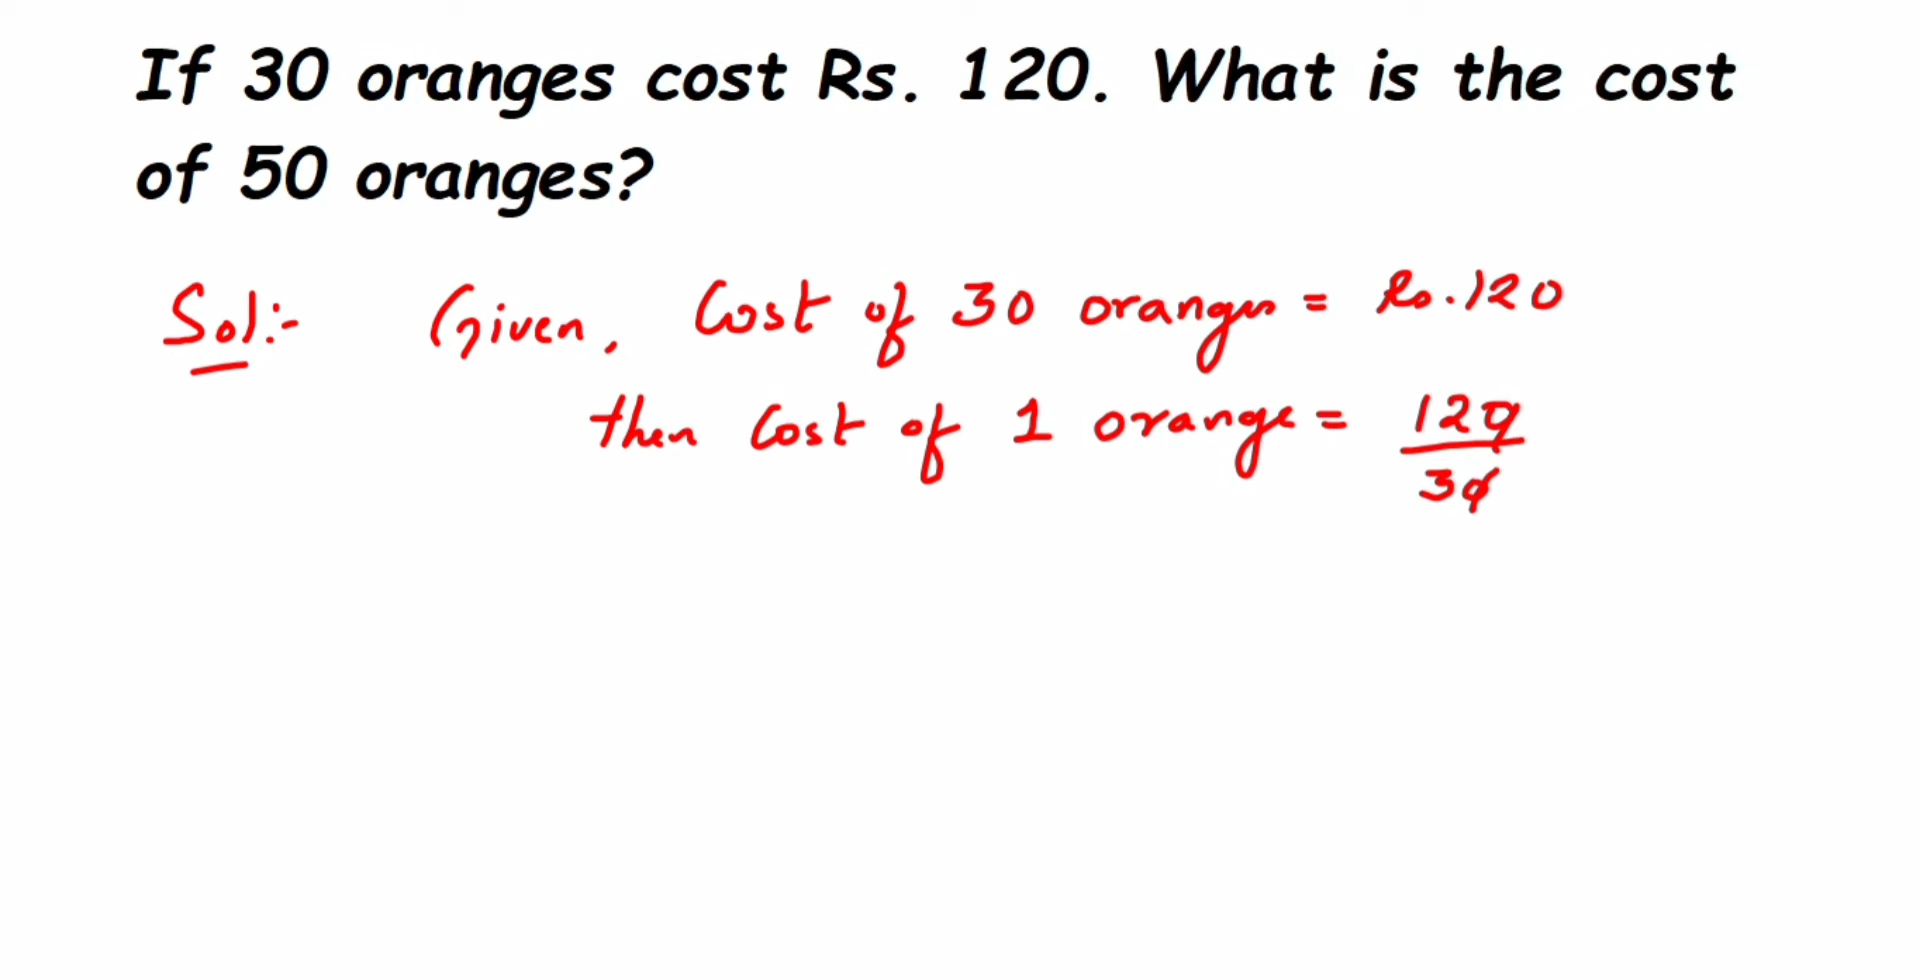 If 30 oranges cost Rs. 120. What is the cost
of 50 oranges?
Sol:- Given, Cost of 30 oranges = Rs.120
then Cost of 1 orange = 120
30